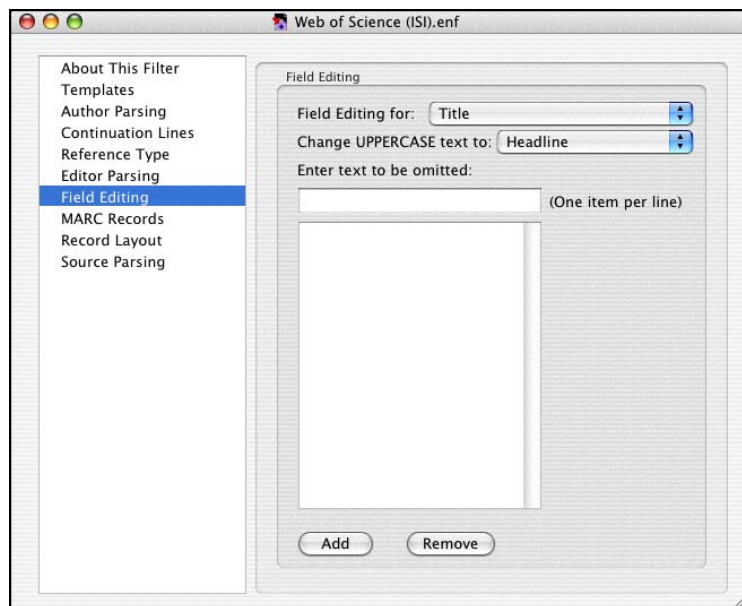 Web of Science (ISI).enf
About This Filter
Templates
Author Parsing
Continuation Lines
Reference Type
Editor Parsing
Field Editing
MARC Records
Record Layout
Source Parsing
Field Editing
Field Editing for: Title
Change UPPERCASE text to: Headline
Enter text to be omitted:
(One item per line)
Add Remove